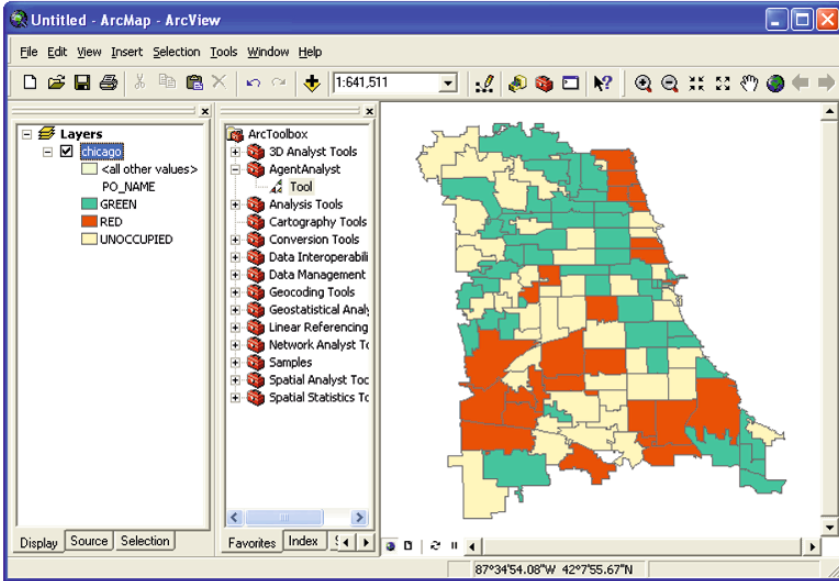 Untitled - ArcMap - ArcView
File Edit View Insert Selection Tools Window Help
1:641,511
Layers
chicago
<all other values>
PO_NAME
GREEN
RED
UNOCCUPIED
Display Source Selection
ArcToolbox
3D Analyst Tools
AgentAnalyst
Tool
Analysis Tools
Cartography Tools
Conversion Tools
Data Interoperabili
Data Management
Geocoding Tools
Geostatistical Analy
Linear Referencing
Network Analyst To
Samples
Spatial Analyst Too
Spatial Statistics To
Favorites Index S
87°34'54.08"W 42°7'55.67"N